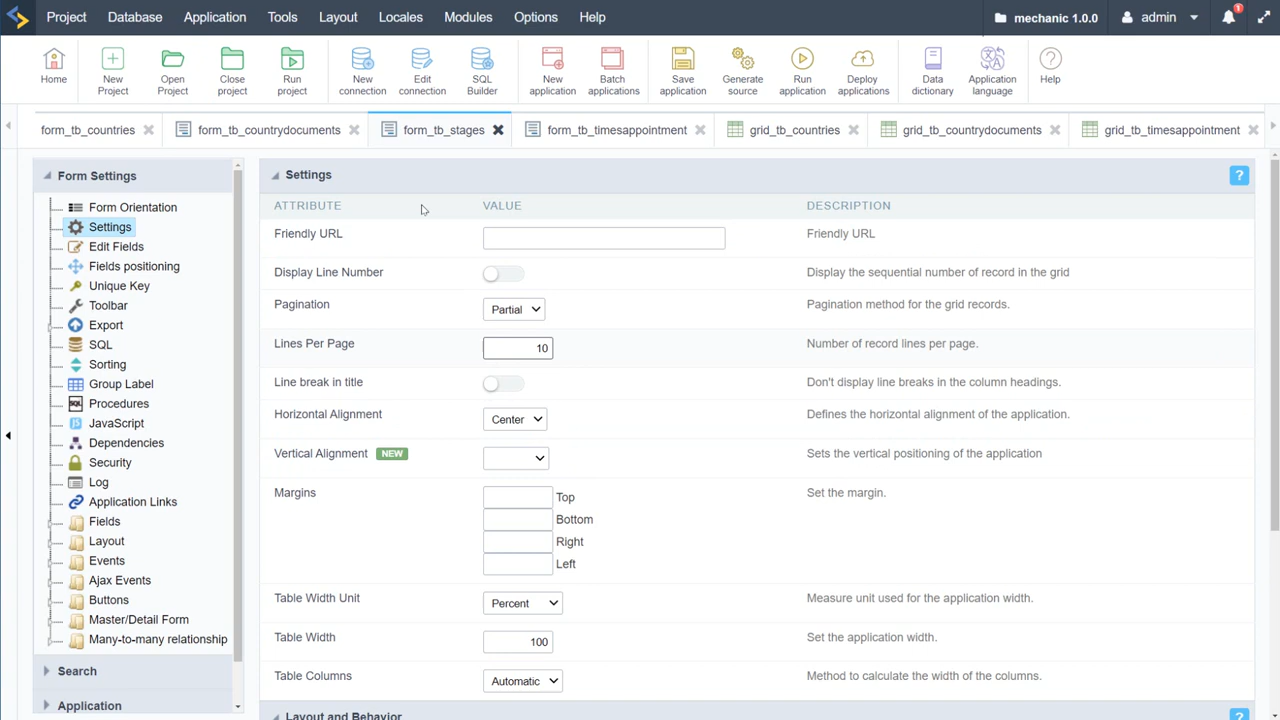 Project Database Application Tools Layout Locales Modules Options Help mechanic 1.0.0 admin 1
Home
New Project
Open Project
Close project
Run project
New connection
Edit connection
SQL Builder
New application
Batch applications
Save application
Generate source
Run application
Deploy applications
Data dictionary
Application language
Help
form_tb_countries form_tb_countrydocuments form_tb_stages form_tb_timesappointment grid_tb_countries grid_tb_countrydocuments grid_tb_timesappointment
Form Settings
Form Orientation
Settings
Edit Fields
Fields positioning
Unique Key
Toolbar
Export
SQL
Sorting
Group Label
Procedures
JavaScript
Dependencies
Security
Log
Application Links
Fields
Layout
Events
Ajax Events
Buttons
Master/Detail Form
Many-to-many relationship
Search
Application
Settings ?
ATTRIBUTE VALUE DESCRIPTION
Friendly URL Friendly URL
Display Line Number Display the sequential number of record in the grid
Pagination Partial Pagination method for the grid records.
Lines Per Page 10 Number of record lines per page.
Line break in title Don't display line breaks in the column headings.
Horizontal Alignment Center Defines the horizontal alignment of the application.
Vertical Alignment NEW Sets the vertical positioning of the application
Margins Top Set the margin.
Bottom
Right
Left
Table Width Unit Percent Measure unit used for the application width.
Table Width 100 Set the application width.
Table Columns Automatic Method to calculate the width of the columns.
Layout and Behavior ?